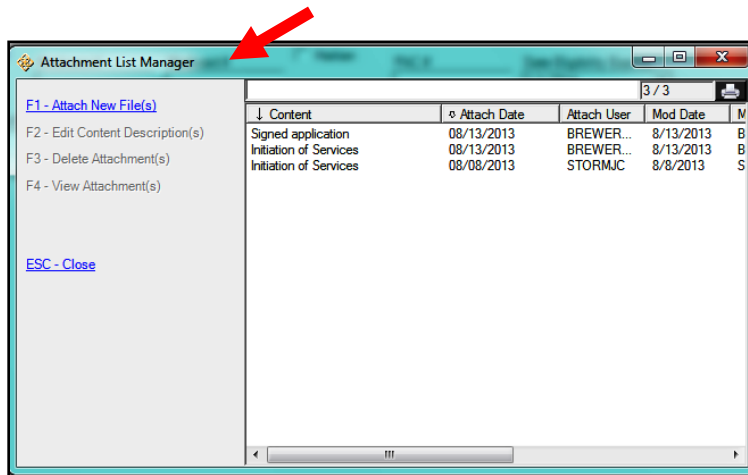 Attachment List Manager
3 / 3
F1 - Attach New File(s)
F2 - Edit Content Description(s)
F3 - Delete Attachment(s)
F4 - View Attachment(s)
ESC - Close
↓ Content Attach Date Attach User Mod Date M
Signed application 08/13/2013 BREWER... 8/13/2013 B
Initiation of Services 08/13/2013 BREWER... 8/13/2013 B
Initiation of Services 08/08/2013 STORMJC 8/8/2013 S